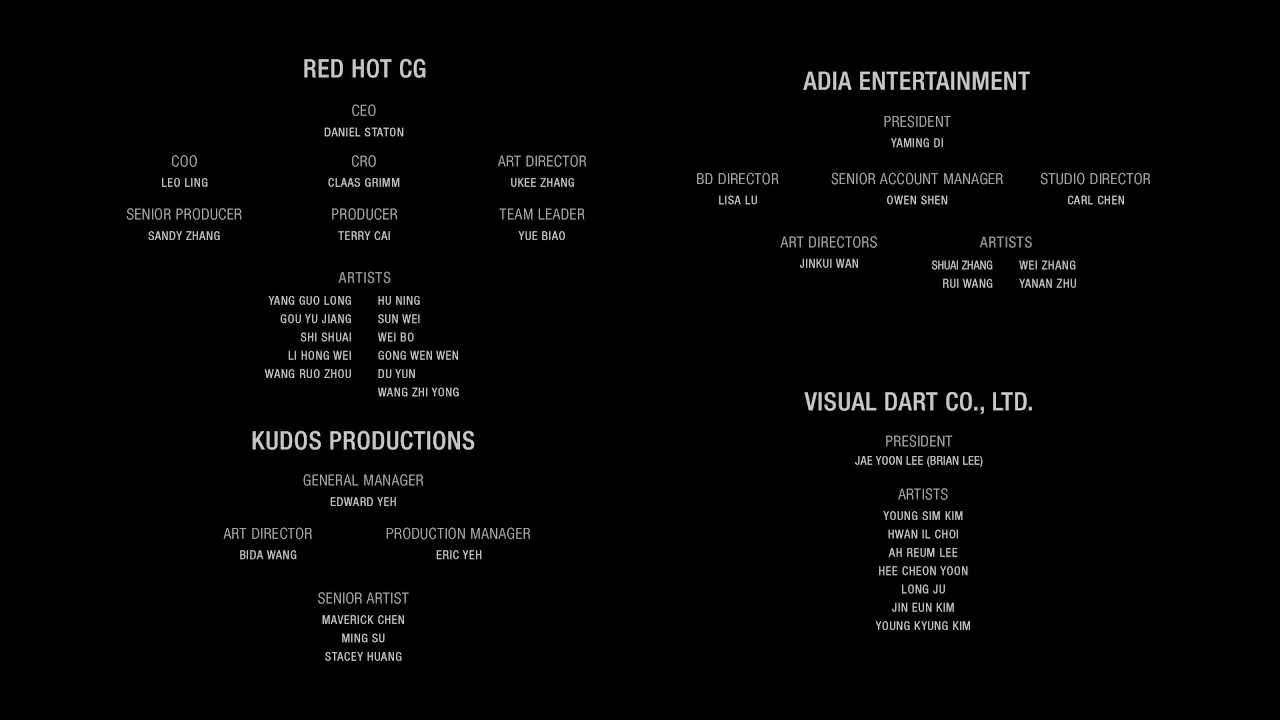 RED HOT CG
CEO
DANIEL STATON
COO CRO ART DIRECTOR
LEO LING CLAAS GRIMM UKEE ZHANG
SENIOR PRODUCER PRODUCER TEAM LEADER
SANDY ZHANG TERRY CAI YUE BIAO
ARTISTS
YANG GUO LONG HU NING
GOU YU JIANG SUN WEI
SHI SHUAI WEI BO
LI HONG WEI GONG WEN WEN
WANG RUO ZHOU DU YUN
WANG ZHI YONG
KUDOS PRODUCTIONS
GENERAL MANAGER
EDWARD YEH
ART DIRECTOR PRODUCTION MANAGER
BIDA WANG ERIC YEH
SENIOR ARTIST
MAVERICK CHEN
MING SU
STACEY HUANG
ADIA ENTERTAINMENT
PRESIDENT
YAMING DI
BD DIRECTOR SENIOR ACCOUNT MANAGER STUDIO DIRECTOR
LISA LU OWEN SHEN CARL CHEN
ART DIRECTORS ARTISTS
JINKUI WAN SHUAI ZHANG WEI ZHANG
RUI WANG YANAN ZHU
VISUAL DART CO., LTD.
PRESIDENT
JAE YOON LEE (BRIAN LEE)
ARTISTS
YOUNG SIM KIM
HWAN IL CHOI
AH REUM LEE
HEE CHEON YOON
LONG JU
JIN EUN KIM
YOUNG KYUNG KIM